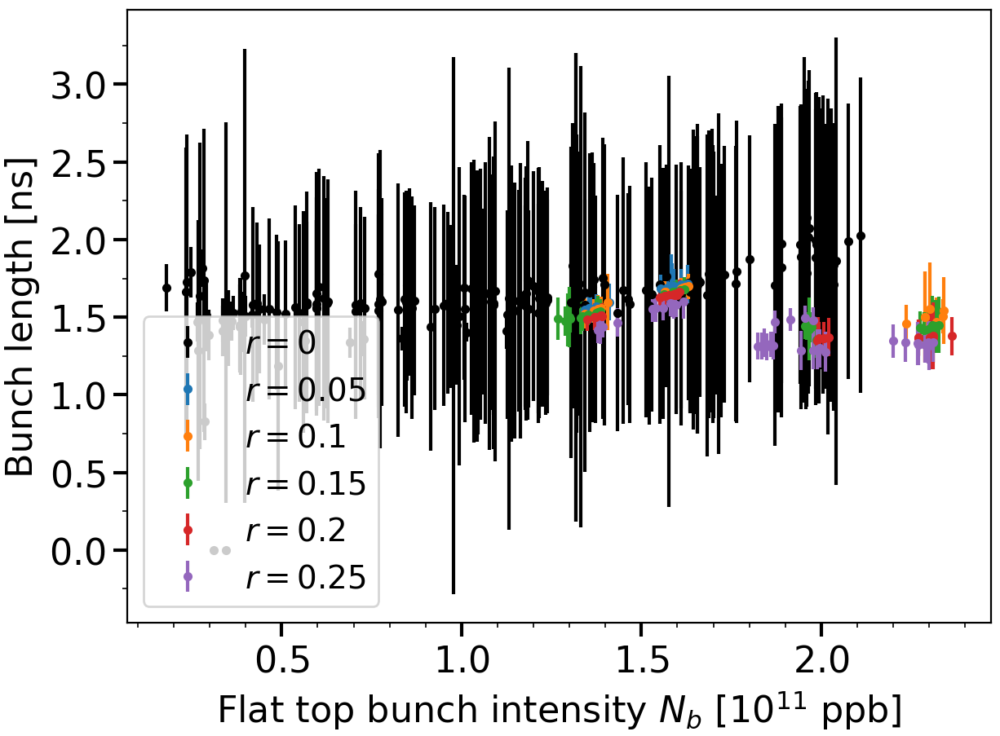 Bunch length [ns]
3.0
2.5
2.0
1.5
1.0
0.5
0.0
r = 0
r = 0.05
r = 0.1
r = 0.15
r = 0.2
r = 0.25
0.5 1.0 1.5 2.0
Flat top bunch intensity $N_b$ [$10^{11}$ ppb]